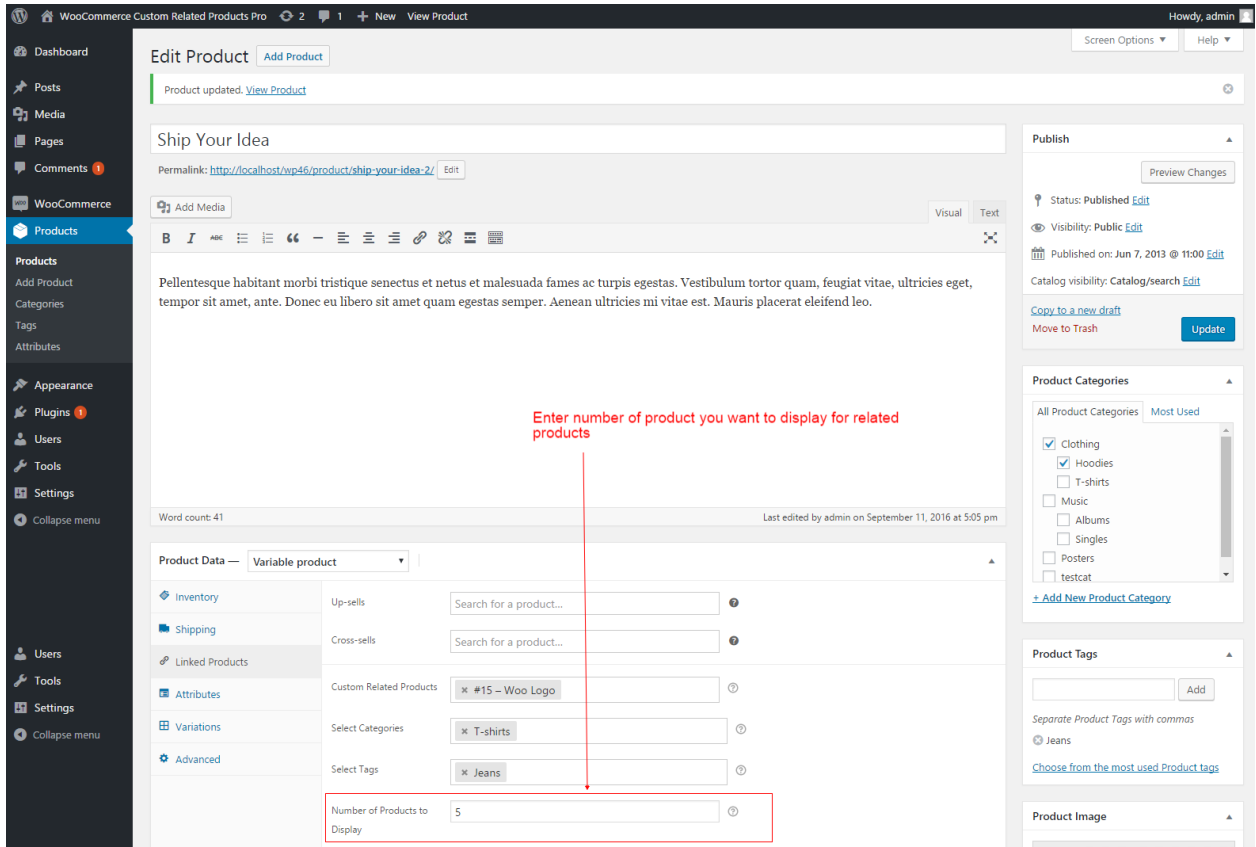 WooCommerce Custom Related Products Pro 2 1 + New View Product Howdy, admin
Screen Options ▼ Help ▼
Dashboard
Posts
Media
Pages
Comments 1
WooCommerce
Products
Products
Add Product
Categories
Tags
Attributes
Appearance
Plugins 1
Users
Tools
Settings
Collapse menu
Users
Tools
Settings
Collapse menu
Edit Product Add Product
Product updated. View Product
Ship Your Idea
Permalink: http://localhost/wp46/product/ship-your-idea-2/ Edit
Add Media
Visual Text
B I ABC
Pellentesque habitant morbi tristique senectus et netus et malesuada fames ac turpis egestas. Vestibulum tortor quam, feugiat vitae, ultricies eget,
tempor sit amet, ante. Donec eu libero sit amet quam egestas semper. Aenean ultricies mi vitae est. Mauris placerat eleifend leo.
Enter number of product you want to display for related
products
Word count: 41 Last edited by admin on September 11, 2016 at 5:05 pm
Product Data — Variable product
Inventory
Shipping
Linked Products
Attributes
Variations
Advanced
Up-sells Search for a product...
Cross-sells Search for a product...
Custom Related Products × #15 – Woo Logo
Select Categories × T-shirts
Select Tags × Jeans
Number of Products to
Display
5
Publish
Preview Changes
Status: Published Edit
Visibility: Public Edit
Published on: Jun 7, 2013 @ 11:00 Edit
Catalog visibility: Catalog/search Edit
Copy to a new draft
Move to Trash Update
Product Categories
All Product Categories Most Used
Clothing
Hoodies
T-shirts
Music
Albums
Singles
Posters
testcat
+ Add New Product Category
Product Tags
Add
Separate Product Tags with commas
Jeans
Choose from the most used Product tags
Product Image